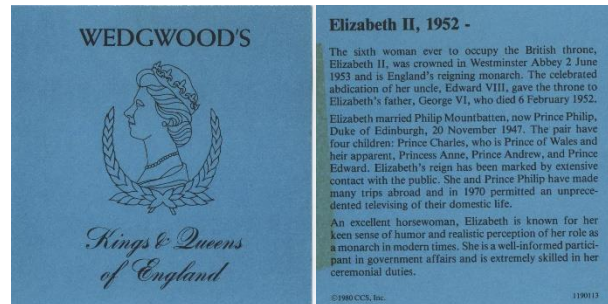 WEDGWOOD'S
Kings & Queens
of England
Elizabeth II, 1952 -
The sixth woman ever to occupy the British throne,
Elizabeth II, was crowned in Westminster Abbey 2 June
1953 and is England's reigning monarch. The celebrated
abdication of her uncle, Edward VIII, gave the throne to
Elizabeth's father, George VI, who died 6 February 1952.
Elizabeth married Philip Mountbatten, now Prince Philip,
Duke of Edinburgh, 20 November 1947. The pair have
four children: Prince Charles, who is Prince of Wales and
heir apparent, Princess Anne, Prince Andrew, and Prince
Edward. Elizabeth's reign has been marked by extensive
contact with the public. She and Prince Philip have made
many trips abroad and in 1970 permitted an unprece-
dented televising of their domestic life.
An excellent horsewoman, Elizabeth is known for her
keen sense of humor and realistic perception of her role as
a monarch in modern times. She is a well-informed partici-
pant in government affairs and is extremely skilled in her
ceremonial duties.
©1980 CCS, Inc. 1190113